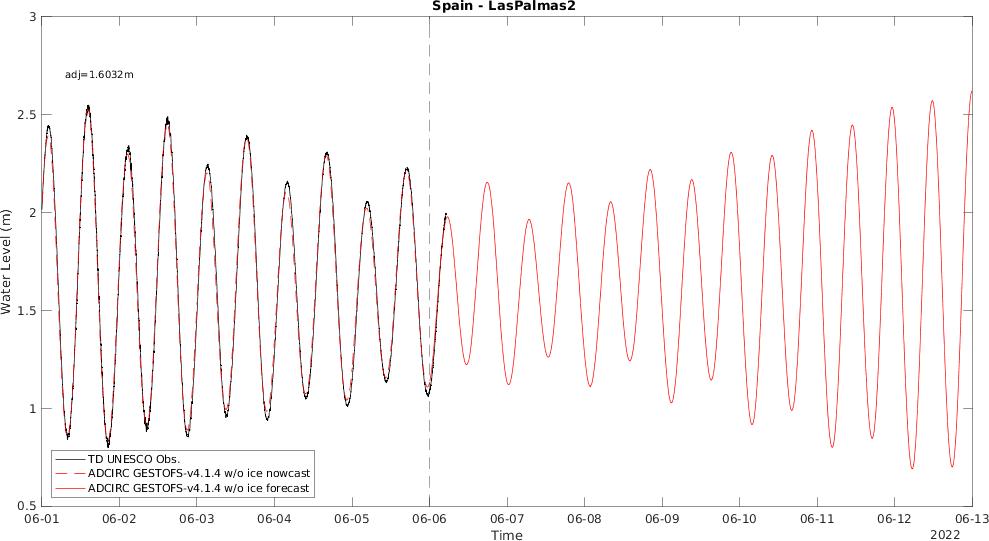 Spain - LasPalmas2
3
adj=1.6032m
2.5
2
1.5
1
0.5
Water Level (m)
TD UNESCO Obs.
ADCIRC GESTOFS-v4.1.4 w/o ice nowcast
ADCIRC GESTOFS-v4.1.4 w/o ice forecast
06-01 06-02 06-03 06-04 06-05 06-06 06-07 06-08 06-09 06-10 06-11 06-12 06-13
Time
2022